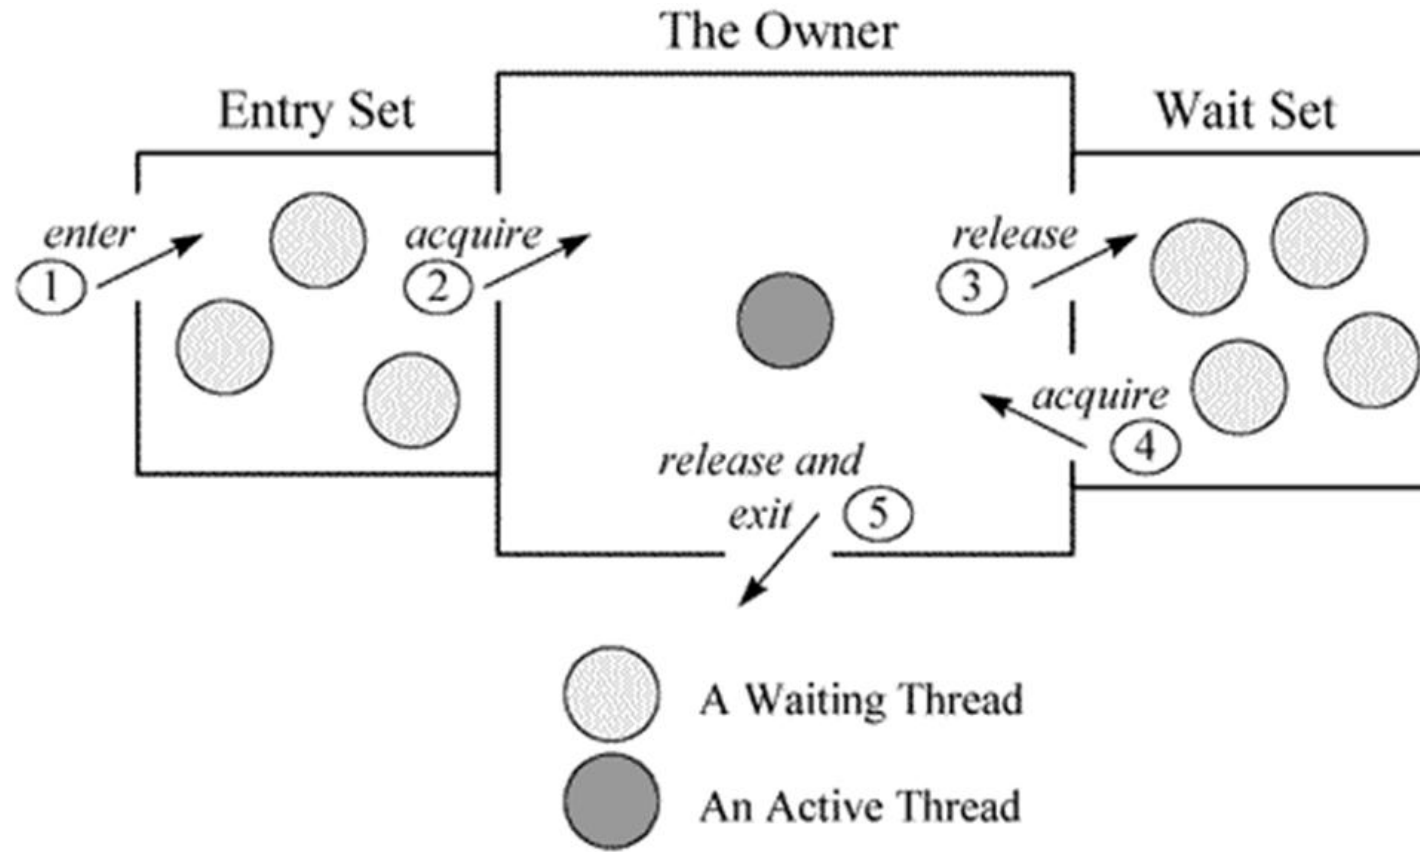 The Owner
Entry Set
Wait Set
enter
1
acquire
2
release
3
acquire
4
release and
exit
5
A Waiting Thread
An Active Thread